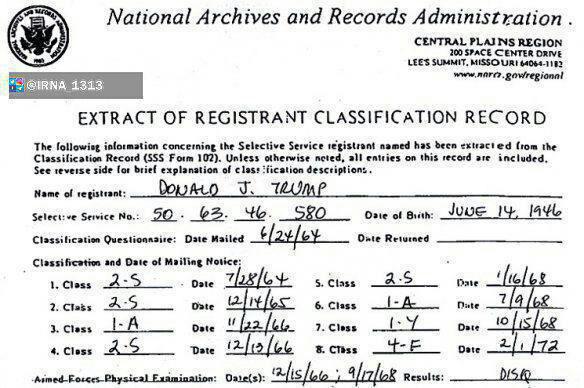 National Archives and Records Administration.
CENTRAL PLAINS REGION
200 SPACE CENTER DRIVE
LEE'S SUMMIT, MISSOURI 64064-1182
www.nara.gov/regional
@IRNA_1313
EXTRACT OF REGISTRANT CLASSIFICATION RECORD
The following information concerning the Selective Service registrant named has been extracted from the
Classification Record (SSS Form 102). Unless otherwise noted, all entries on this record are included.
See reverse side for brief explanation of classification descriptions.
Name of registrant: DONALD J. TRUMP
Selective Service No.: 50 . 63 . 46 . 580 Date of Birth: JUNE 14, 1946
Classification Questionnaire: Date Mailed 6/24/64 Date Returned
Classification and Date of Mailing Notice:
1. Class 2-S Date 7/28/64 5. Class 2-S Date 1/16/68
2. Class 2-S Date 12/14/65 6. Class 1-A Date 7/9/68
3. Class 1-A Date 11/22/66 7. Class 1-Y Date 10/15/68
4. Class 2-S Date 12/13/66 8. Class 4-F Date 2/1/72
Armed Forces Physical Examination: Date(s): 12/15/66; 9/17/68 Results: DISQ